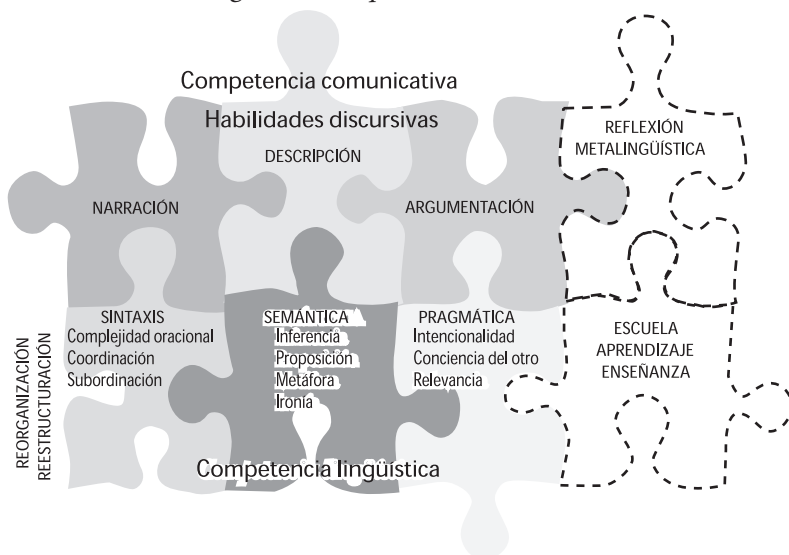 Competencia comunicativa
Habilidades discursivas
DESCRIPCIÓN
NARRACIÓN
ARGUMENTACIÓN
REFLEXIÓN
METALINGÜÍSTICA
REORGANIZACIÓN
REESTRUCTURACIÓN
SINTAXIS
Complejidad oracional
Coordinación
Subordinación
SEMÁNTICA
Inferencia
Proposición
Metáfora
Ironía
PRAGMÁTICA
Intencionalidad
Conciencia del otro
Relevancia
ESCUELA
APRENDIZAJE
ENSEÑANZA
Competencia lingüística